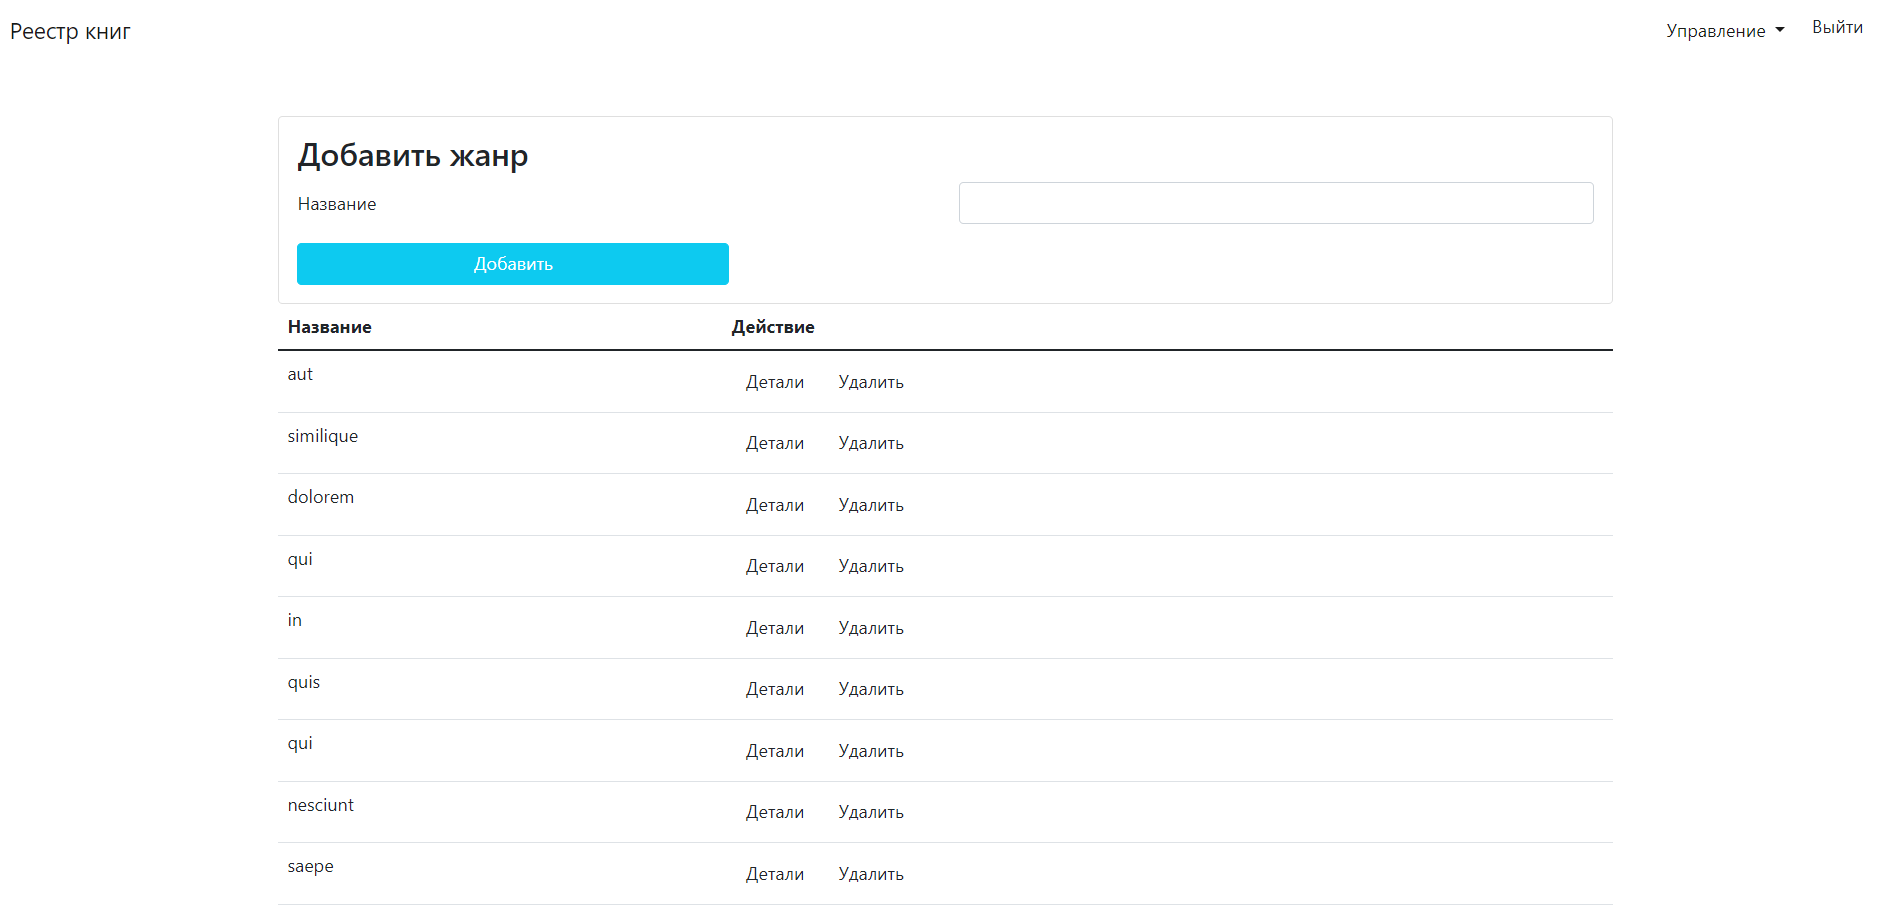 Реестр книг Управление Выйти
Добавить жанр
Название
Добавить
Название Действие
aut Детали Удалить
similique Детали Удалить
dolorem Детали Удалить
qui Детали Удалить
in Детали Удалить
quis Детали Удалить
qui Детали Удалить
nesciunt Детали Удалить
saepe Детали Удалить